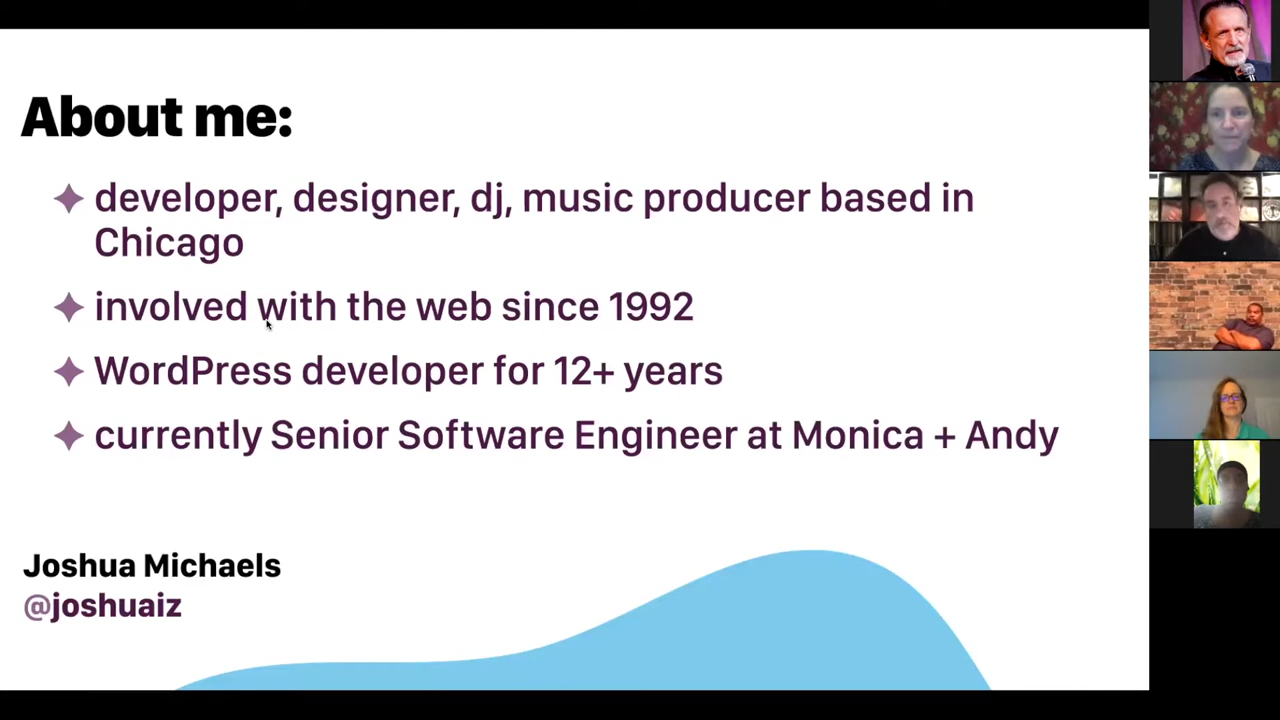 About me:
developer, designer, dj, music producer based in
Chicago
involved with the web since 1992
WordPress developer for 12+ years
currently Senior Software Engineer at Monica + Andy
Joshua Michaels
@joshuaiz